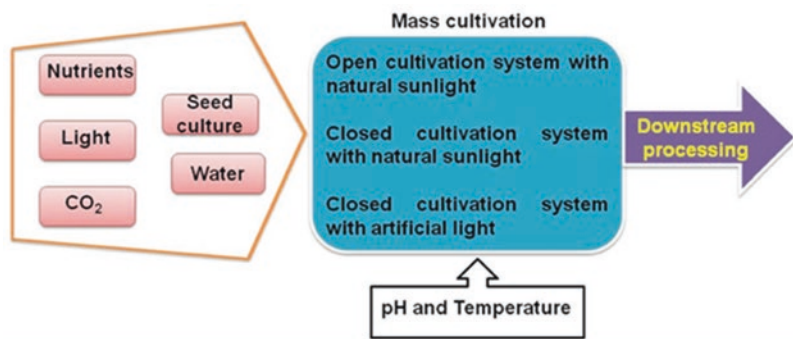 Mass cultivation
Nutrients
Seed
culture
Light
Water
CO₂
Open cultivation system with
natural sunlight
Closed cultivation system
with natural sunlight
Closed cultivation system
with artificial light
Downstream
processing
pH and Temperature